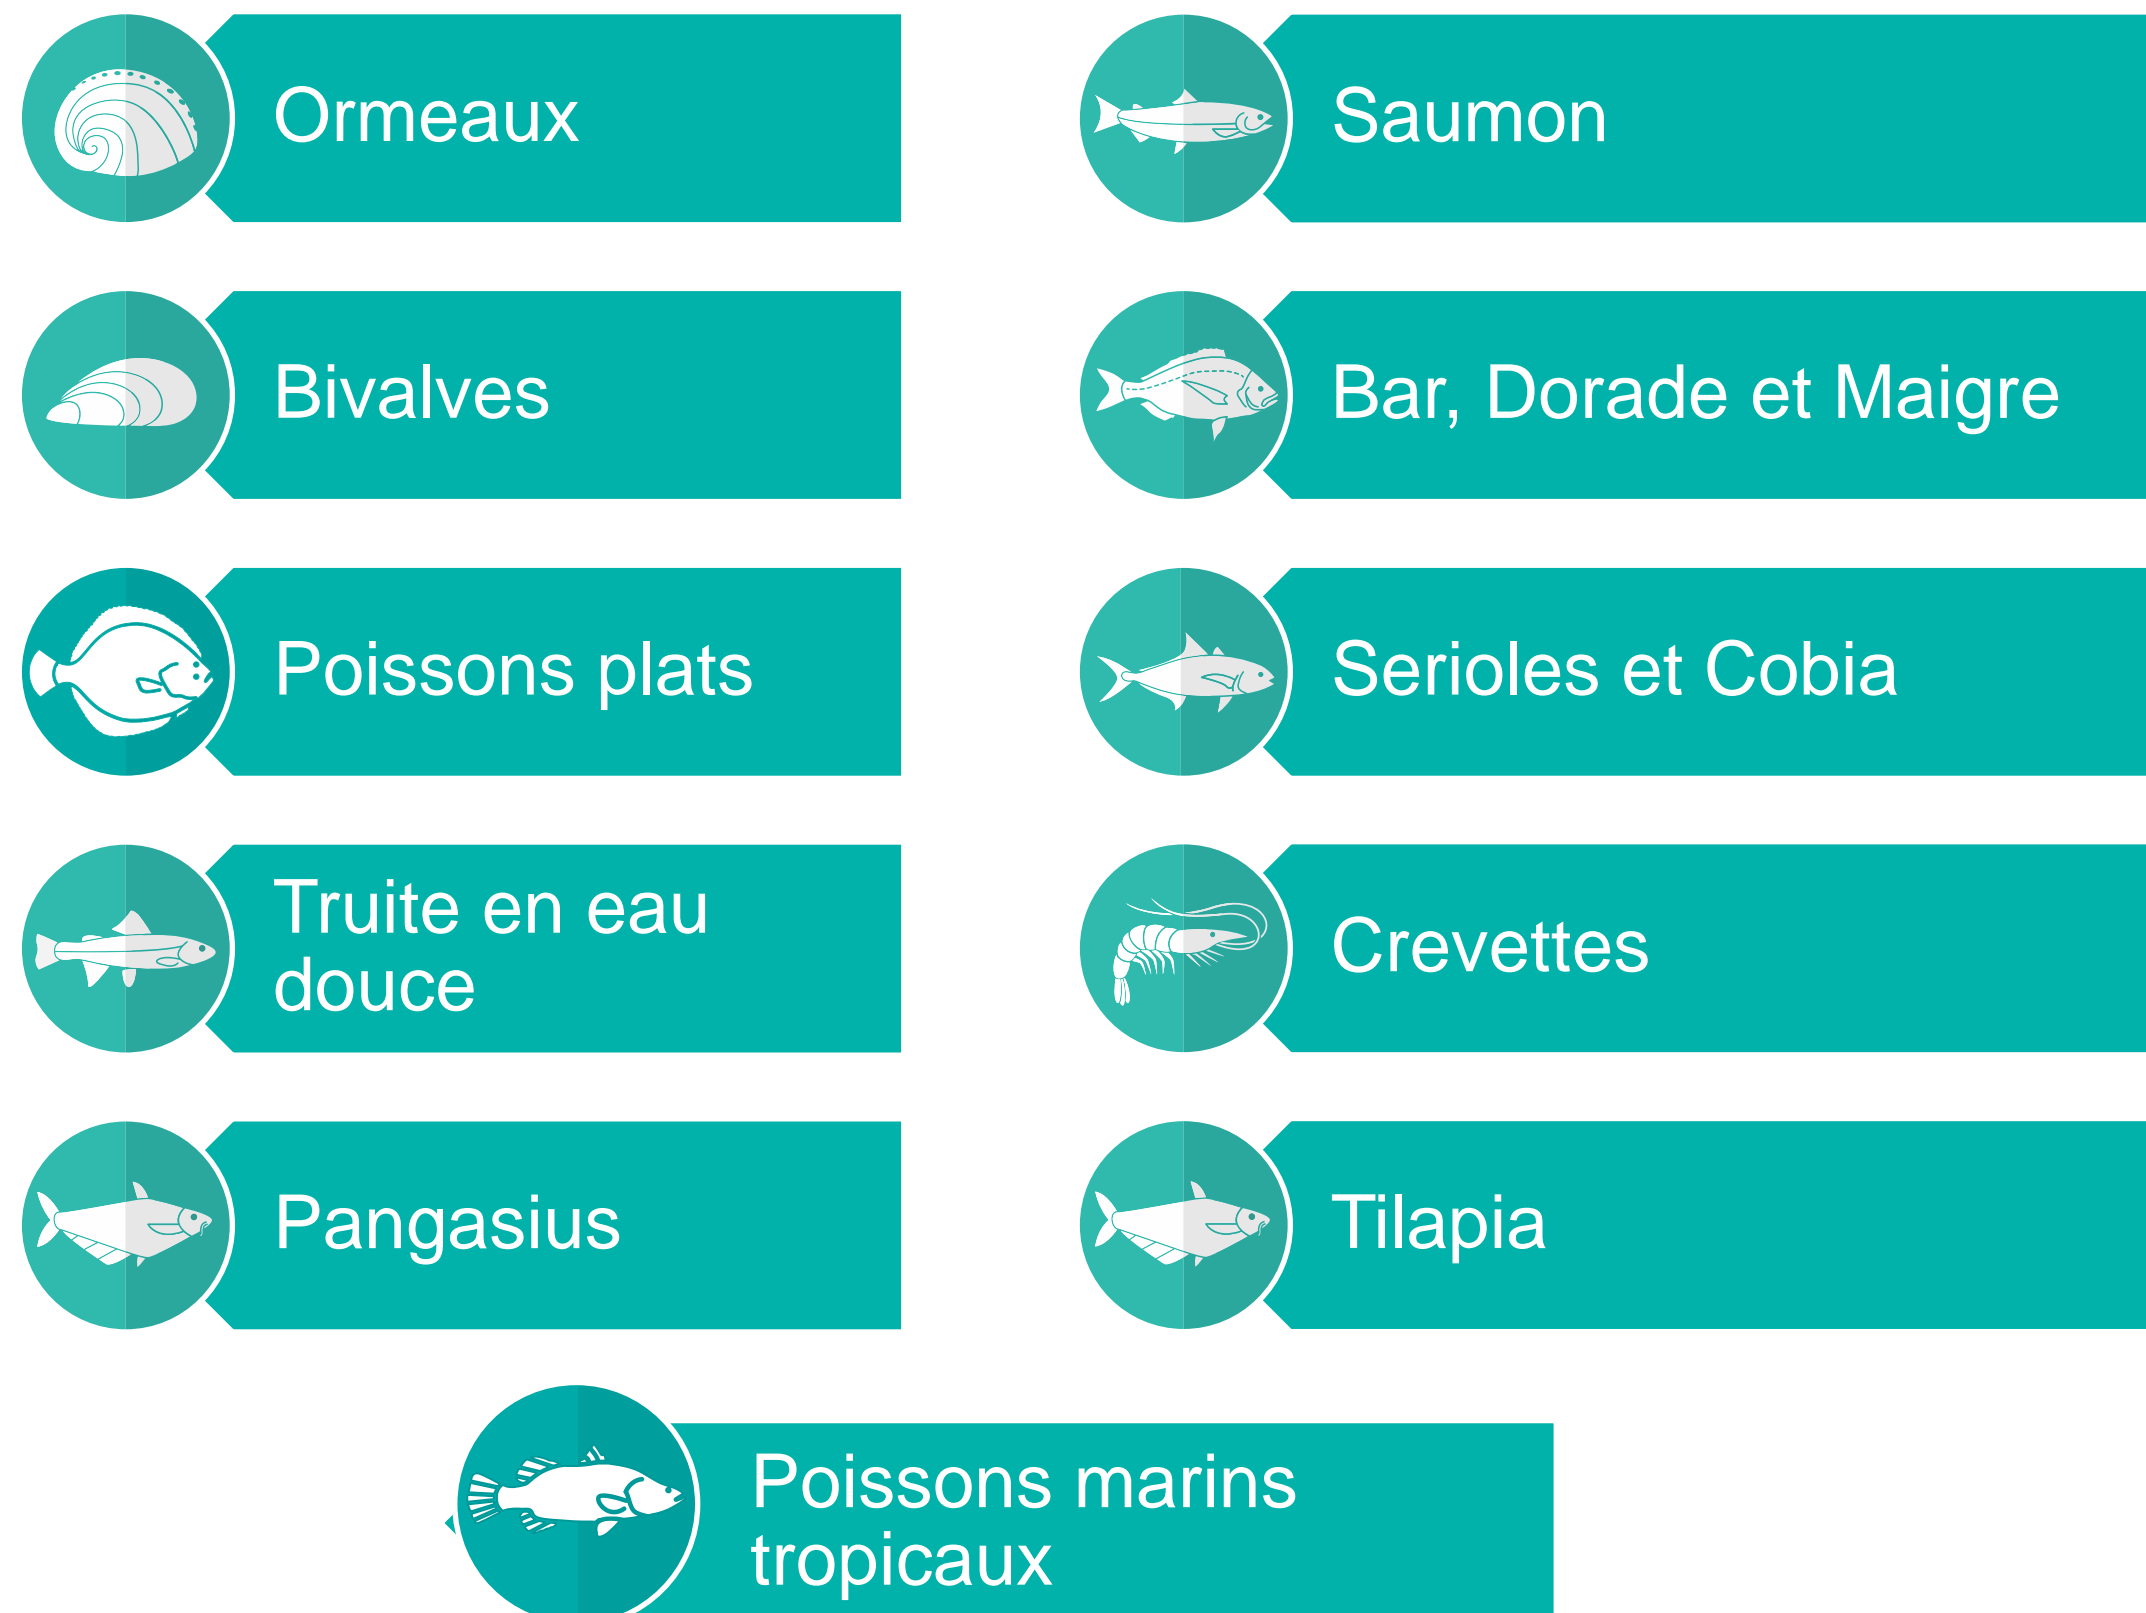 Ormeaux
Saumon
Bivalves
Bar, Dorade et Maigre
Poissons plats
Serioles et Cobia
Truite en eau
douce
Crevettes
Pangasius
Tilapia
Poissons marins
tropicaux